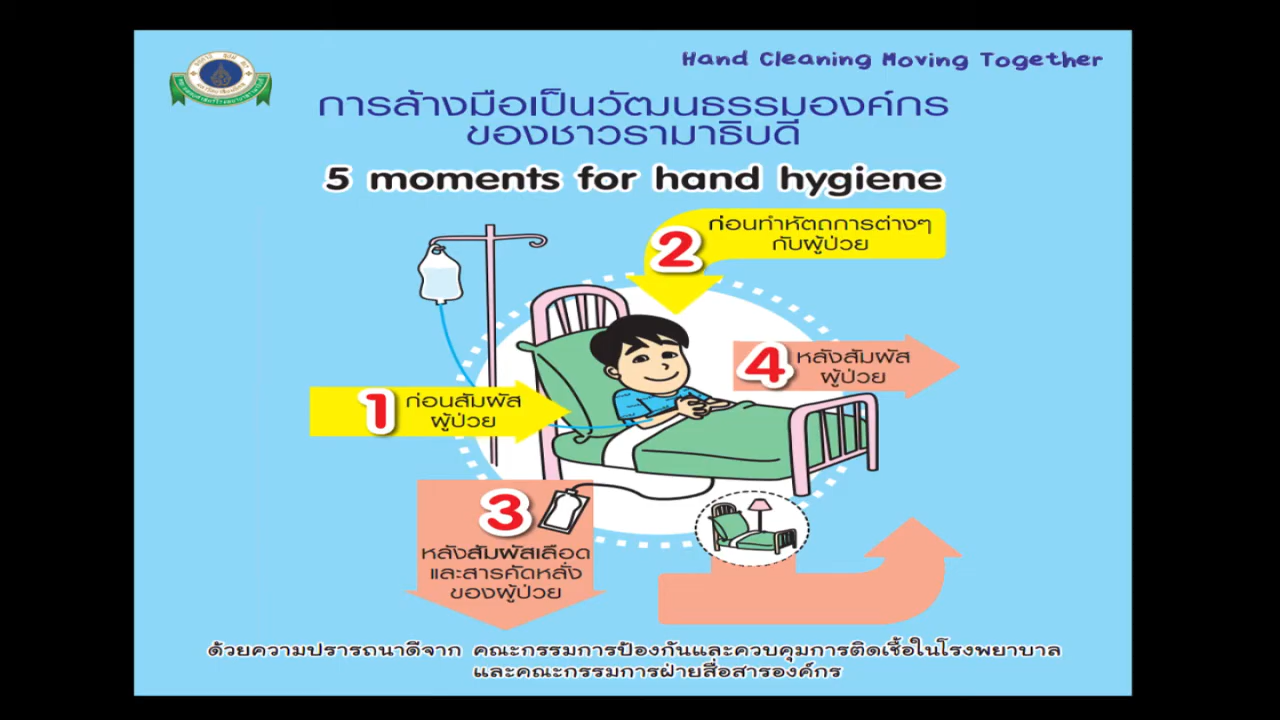 Hand Cleaning Moving Together
การล้างมือเป็นวัฒนธรรมองค์กร
ของชาวรามาธิบดี
5 moments for hand hygiene
1
ก่อนสัมผัส
ผู้ป่วย
2
ก่อนทำหัตถการต่างๆ
กับผู้ป่วย
3
หลังสัมผัสเลือด
และสารคัดหลั่ง
ของผู้ป่วย
4
หลังสัมผัส
ผู้ป่วย
ด้วยความปรารถนาดีจาก คณะกรรมการป้องกันและควบคุมการติดเชื้อในโรงพยาบาล
และคณะกรรมการฝ่ายสื่อสารองค์กร